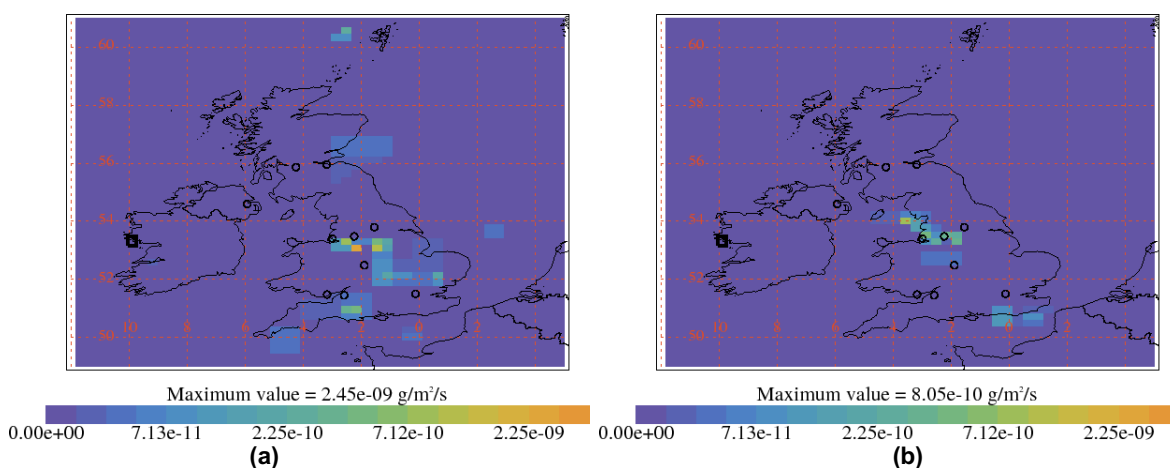 60
60
58
58
56
56
54
54
52
52
50
50
10 8 6 4 2 0 2
10 8 6 4 2 0 2
Maximum value = 2.45e-09 g/m²/s
Maximum value = 8.05e-10 g/m²/s
0.00e+00 7.13e-11 2.25e-10 7.12e-10 2.25e-09
0.00e+00 7.13e-11 2.25e-10 7.12e-10 2.25e-09
(a)
(b)